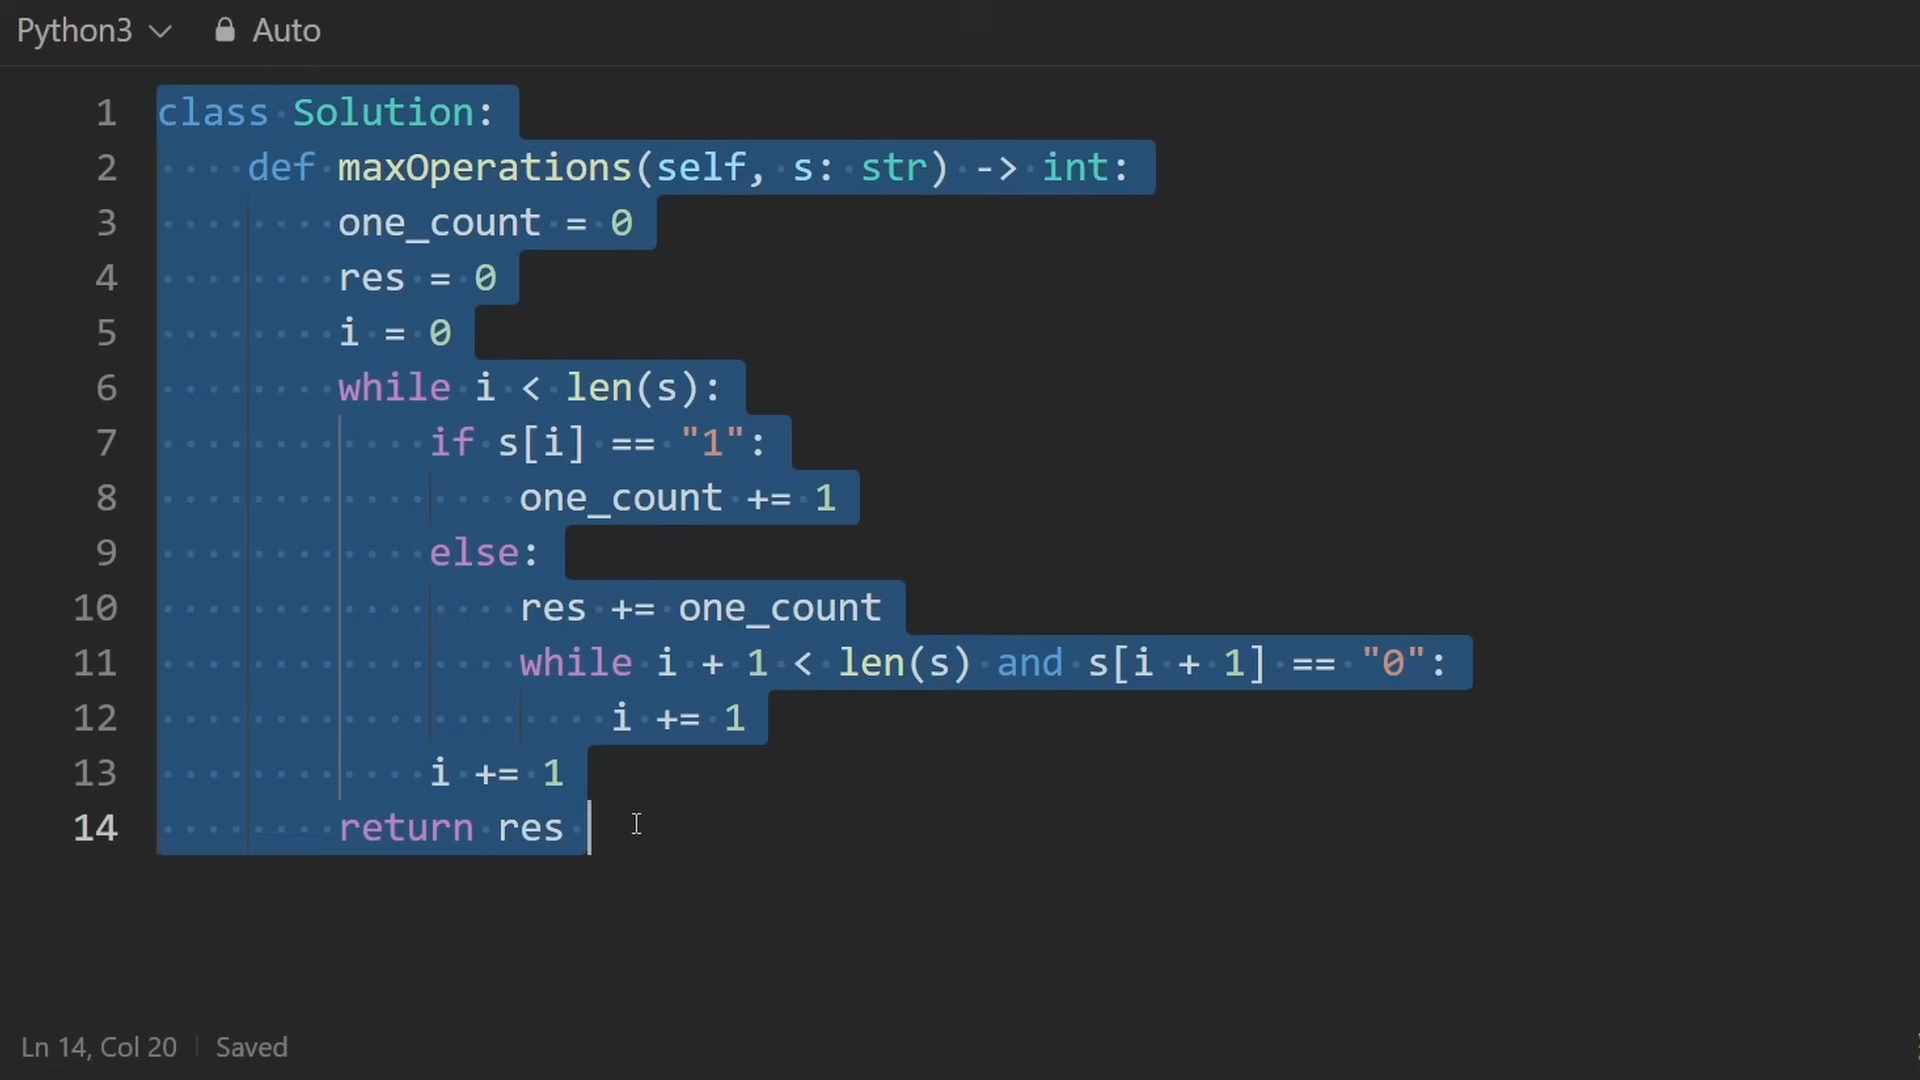 Python3 Auto
1 class Solution:
2     def maxOperations(self, s: str) -> int:
3         one_count = 0
4         res = 0
5         i = 0
6         while i < len(s):
7             if s[i] == "1":
8                 one_count += 1
9             else:
10                 res += one_count
11                 while i + 1 < len(s) and s[i + 1] == "0":
12                     i += 1
13             i += 1
14         return res
Ln 14, Col 20 Saved